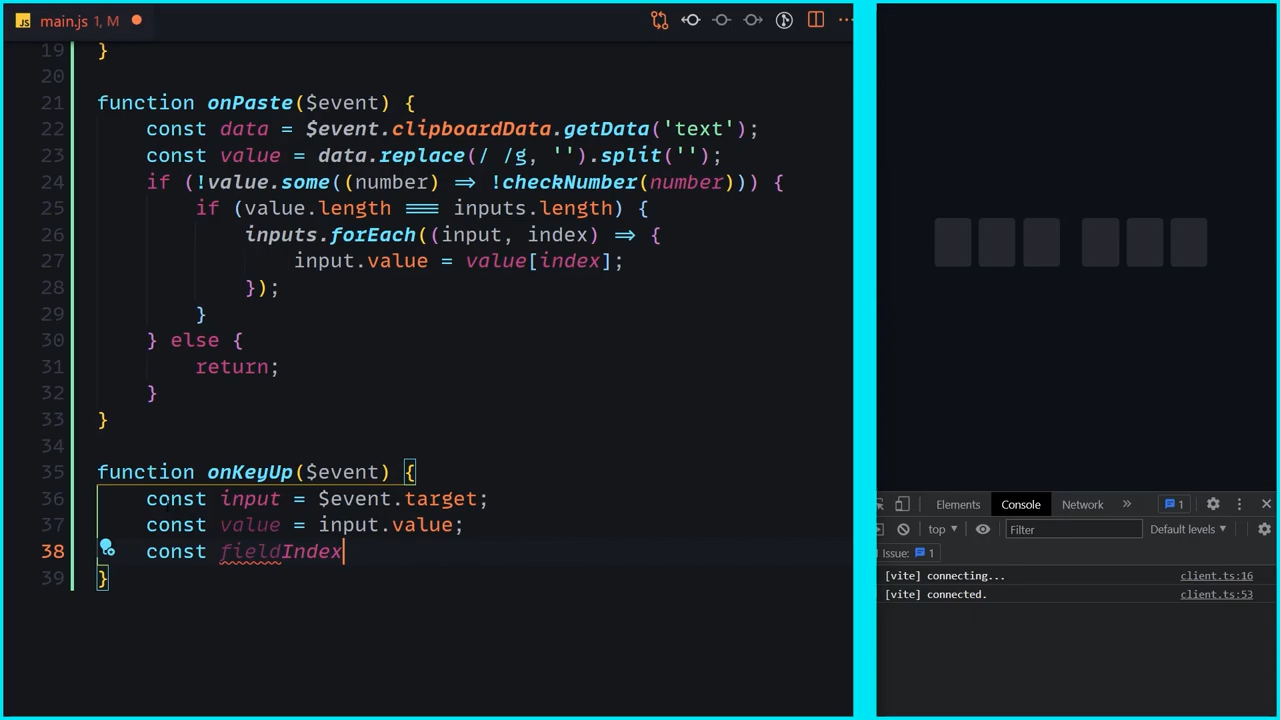 JS main.js 1, M
19 }
20
21 function onPaste($event) {
22 const data = $event.clipboardData.getData('text');
23 const value = data.replace(/ /g, '').split('');
24 if (!value.some((number) => !checkNumber(number))) {
25 if (value.length === inputs.length) {
26 inputs.forEach((input, index) => {
27 input.value = value[index];
28 });
29 }
30 } else {
31 return;
32 }
33 }
34
35 function onKeyUp($event) {
36 const input = $event.target;
37 const value = input.value;
38 const fieldIndex
39 }
Elements Console Network » 1
top Filter Default levels
Issue: 1
[vite] connecting... client.ts:16
[vite] connected. client.ts:53